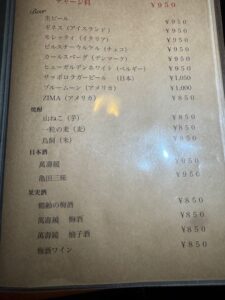 チャージ料 ¥950
Beer
生ビール ¥950
ギネス（アイスランド） ¥950
モレッティ（イタリア） ¥950
ピルスナーウルケル（チェコ） ¥950
カールスバーグ（デンマーク） ¥950
ヒューガルデンホワイト（ベルギー） ¥950
サッポロラガービール （日本） ¥1,050
ブルームーン（アメリカ） ¥1,000
ZIMA（アメリカ） ¥850
焼酎
山ねこ（芋） ¥850
一粒の麦（麦） ¥850
鳥飼（米） ¥950
日本酒
萬壽鏡 ¥850
亀田三味 ¥850
果実酒
鶴齢の梅酒 ¥850
萬壽鏡 梅酒 ¥850
萬壽鏡 柚子酒 ¥850
梅酒ワイン ¥850